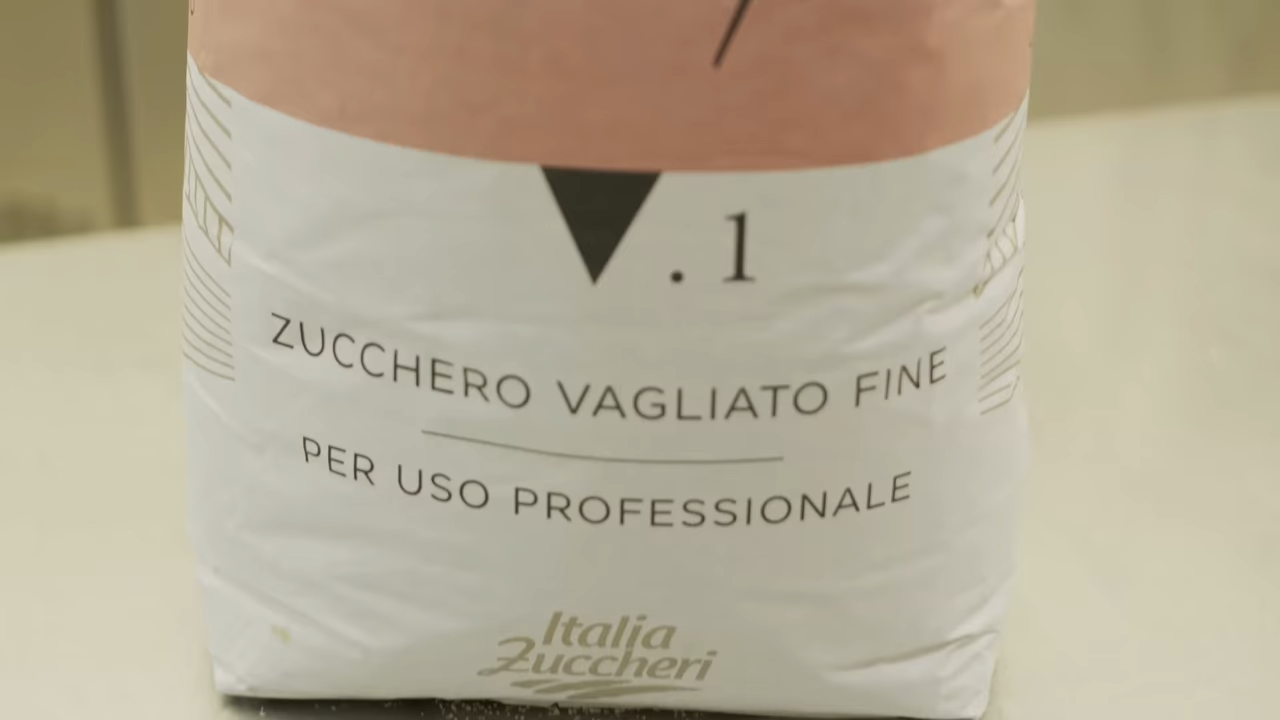 .1
ZUCCHERO VAGLIATO FINE
PER USO PROFESSIONALE
Italia
Zuccheri